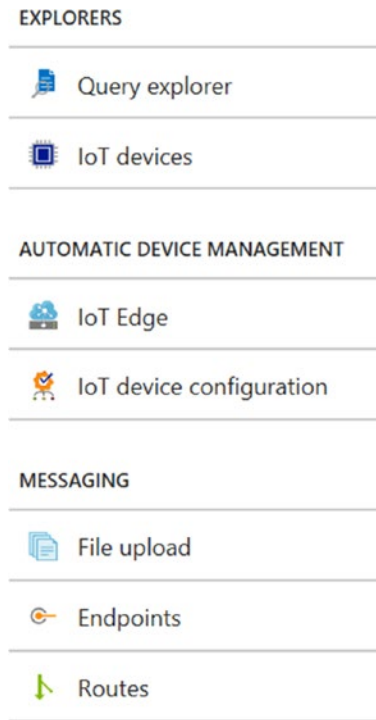 EXPLORERS
Query explorer
IoT devices
AUTOMATIC DEVICE MANAGEMENT
IoT Edge
IoT device configuration
MESSAGING
File upload
Endpoints
Routes